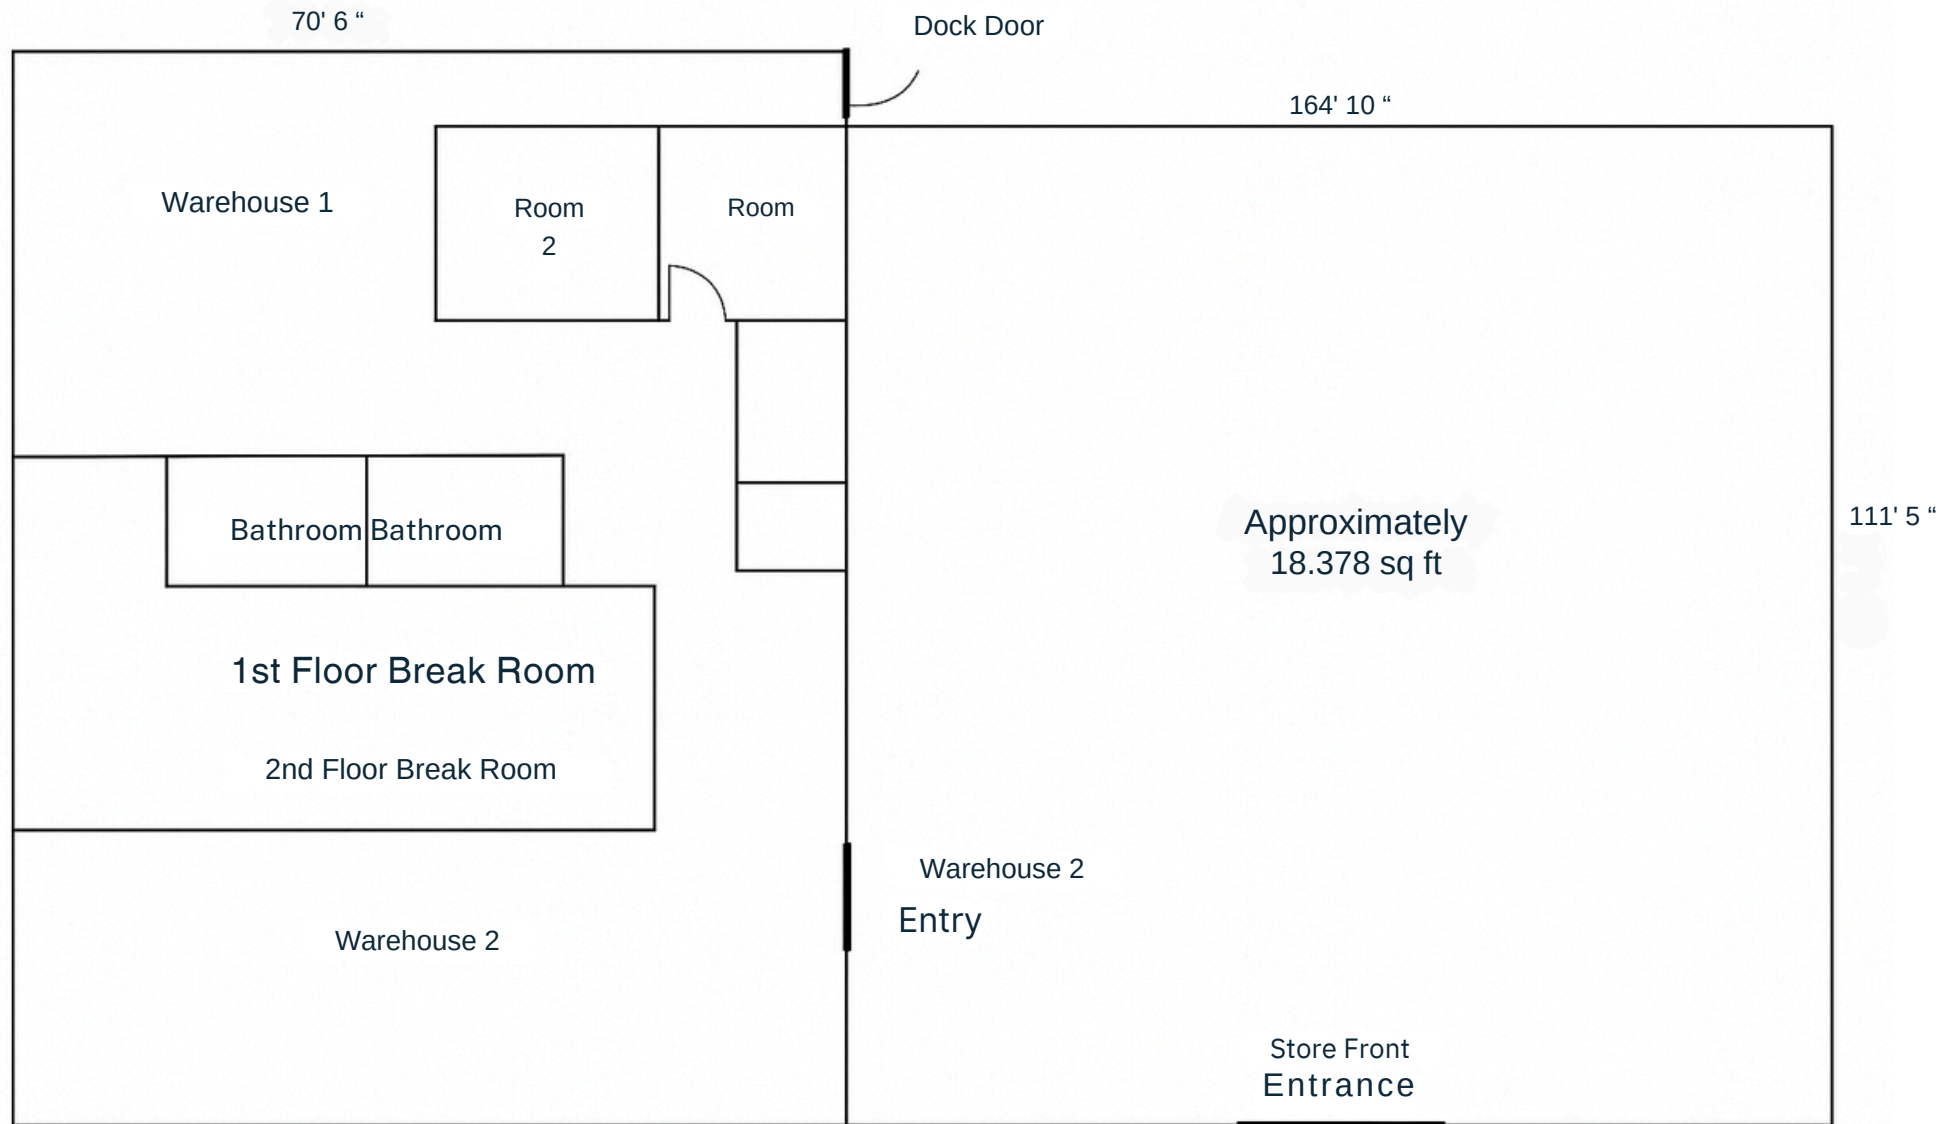 70' 6 “
Dock Door
164' 10 “
Warehouse 1
Room
2
Room
Approximately
18.378 sq ft
111' 5 “
Bathroom
Bathroom
1st Floor Break Room
2nd Floor Break Room
Warehouse 2
Entry
Warehouse 2
Store Front
Entrance